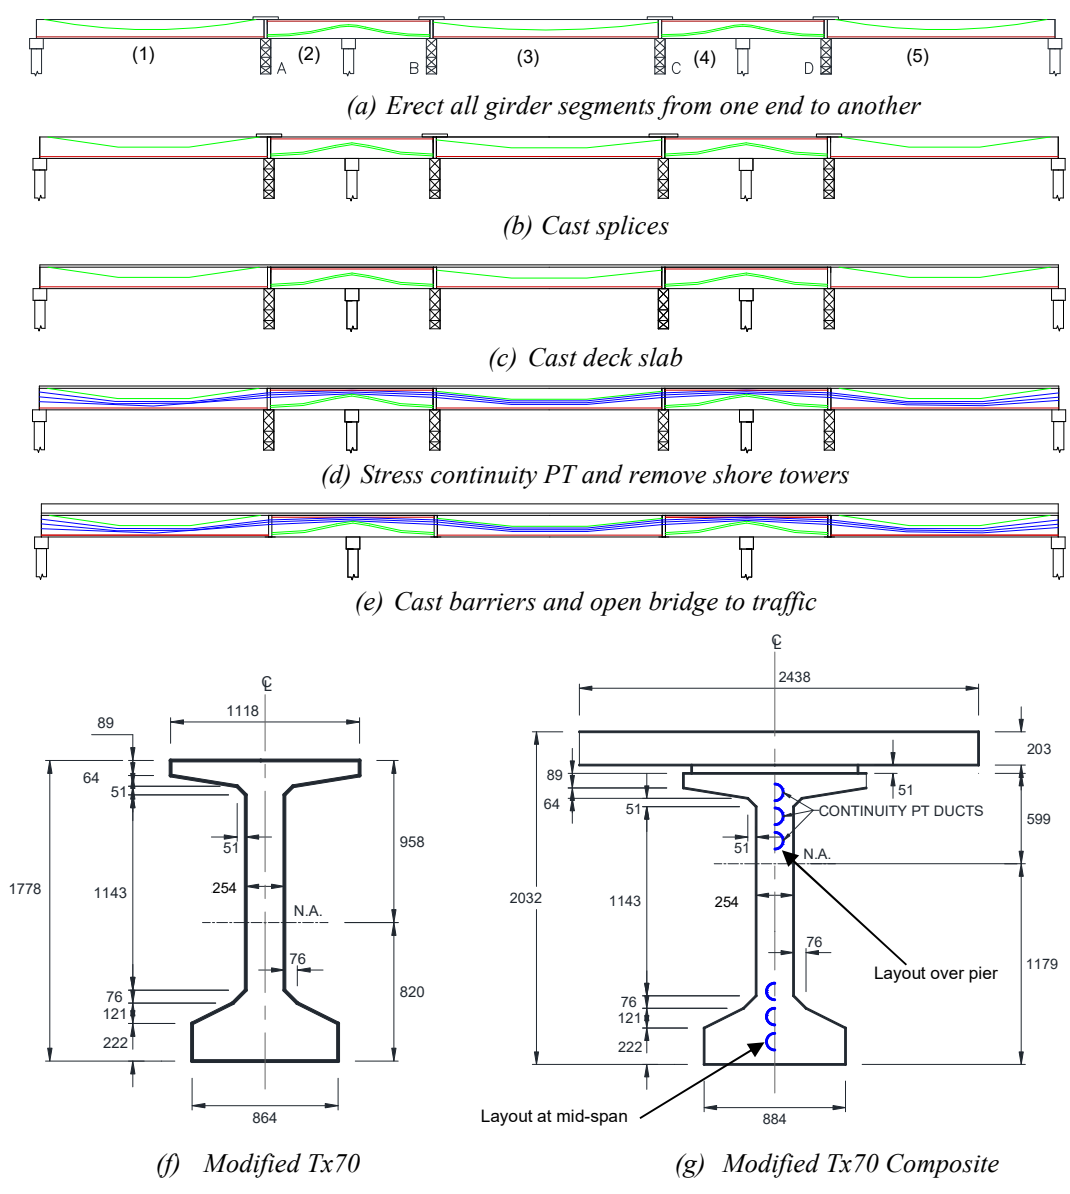 (1)
(2)
(3)
(4)
(5)
A
B
C
D
(a) Erect all girder segments from one end to another
(b) Cast splices
(c) Cast deck slab
(d) Stress continuity PT and remove shore towers
(e) Cast barriers and open bridge to traffic
℄
1118
89
64
51
51
1778
1143
254
958
N.A.
76
820
76
121
222
864
(f) Modified Tx70
℄
2438
203
89
64
51
51
CONTINUITY PT DUCTS
599
51
N.A.
2032
1143
254
76
Layout over pier
1179
76
121
222
Layout at mid-span
884
(g) Modified Tx70 Composite